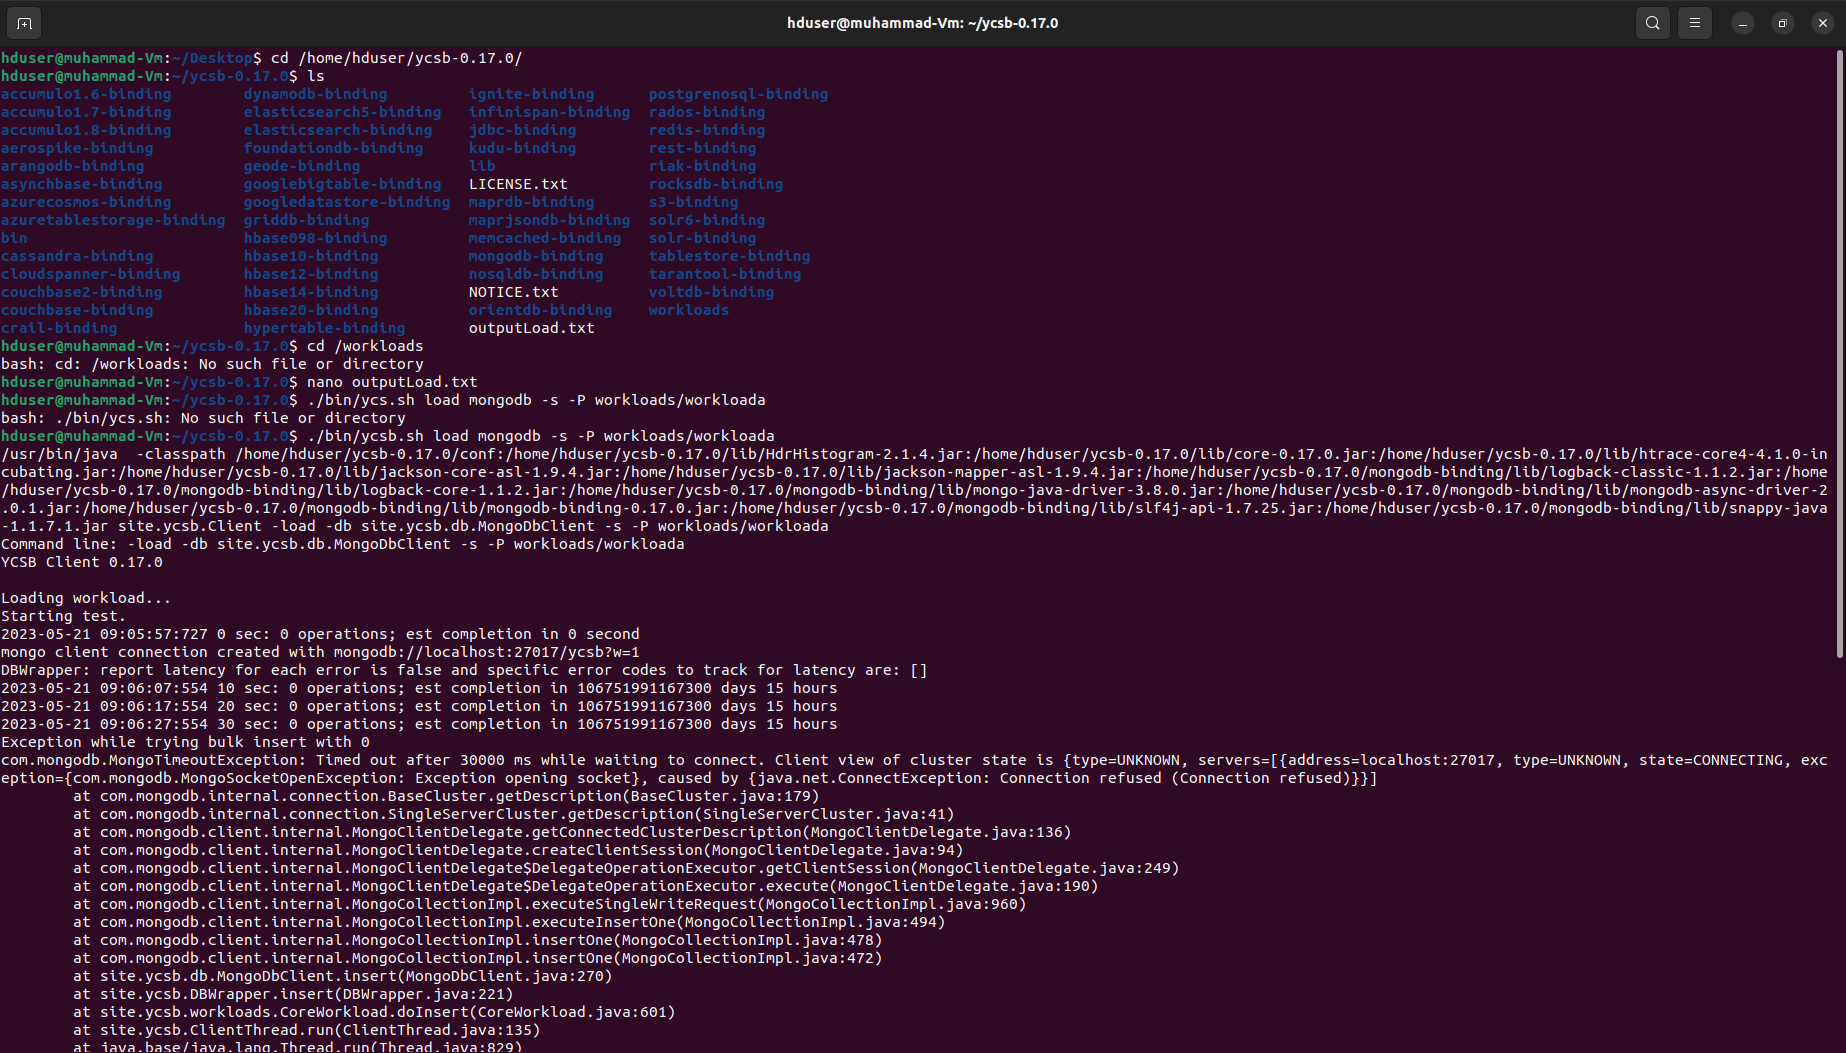 hduser@muhammad-Vm: ~/ycsb-0.17.0
hduser@muhammad-Vm:~/Desktop$ cd /home/hduser/ycsb-0.17.0/
hduser@muhammad-Vm:~/ycsb-0.17.0$ ls
accumulo1.6-binding dynamodb-binding ignite-binding postgrenosql-binding
accumulo1.7-binding elasticsearch5-binding infinispan-binding rados-binding
accumulo1.8-binding elasticsearch-binding jdbc-binding redis-binding
aerospike-binding foundationdb-binding kudu-binding rest-binding
arangodb-binding geode-binding lib riak-binding
asynchbase-binding googlebigtable-binding LICENSE.txt rocksdb-binding
azurecosmos-binding googledatastore-binding maprdb-binding s3-binding
azuretablestorage-binding griddb-binding maprjsondb-binding solr6-binding
bin hbase098-binding memcached-binding solr-binding
cassandra-binding hbase10-binding mongodb-binding tablestore-binding
cloudspanner-binding hbase12-binding nosqldb-binding tarantool-binding
couchbase2-binding hbase14-binding NOTICE.txt voltdb-binding
couchbase-binding hbase20-binding orientdb-binding workloads
crail-binding hypertable-binding outputLoad.txt
hduser@muhammad-Vm:~/ycsb-0.17.0$ cd /workloads
bash: cd: /workloads: No such file or directory
hduser@muhammad-Vm:~/ycsb-0.17.0$ nano outputLoad.txt
hduser@muhammad-Vm:~/ycsb-0.17.0$ ./bin/ycs.sh load mongodb -s -P workloads/workloada
bash: ./bin/ycs.sh: No such file or directory
hduser@muhammad-Vm:~/ycsb-0.17.0$ ./bin/ycsb.sh load mongodb -s -P workloads/workloada
/usr/bin/java  -classpath /home/hduser/ycsb-0.17.0/conf:/home/hduser/ycsb-0.17.0/lib/HdrHistogram-2.1.4.jar:/home/hduser/ycsb-0.17.0/lib/core-0.17.0.jar:/home/hduser/ycsb-0.17.0/lib/htrace-core4-4.1.0-in
cubating.jar:/home/hduser/ycsb-0.17.0/lib/jackson-core-asl-1.9.4.jar:/home/hduser/ycsb-0.17.0/lib/jackson-mapper-asl-1.9.4.jar:/home/hduser/ycsb-0.17.0/mongodb-binding/lib/logback-classic-1.1.2.jar:/home
/hduser/ycsb-0.17.0/mongodb-binding/lib/logback-core-1.1.2.jar:/home/hduser/ycsb-0.17.0/mongodb-binding/lib/mongo-java-driver-3.8.0.jar:/home/hduser/ycsb-0.17.0/mongodb-binding/lib/mongodb-async-driver-2
.0.1.jar:/home/hduser/ycsb-0.17.0/mongodb-binding/lib/mongodb-binding-0.17.0.jar:/home/hduser/ycsb-0.17.0/mongodb-binding/lib/slf4j-api-1.7.25.jar:/home/hduser/ycsb-0.17.0/mongodb-binding/lib/snappy-java
-1.1.7.1.jar site.ycsb.Client -load -db site.ycsb.db.MongoDbClient -s -P workloads/workloada
Command line: -load -db site.ycsb.db.MongoDbClient -s -P workloads/workloada
YCSB Client 0.17.0
Loading workload...
Starting test.
2023-05-21 09:05:57:727 0 sec: 0 operations; est completion in 0 second
mongo client connection created with mongodb://localhost:27017/ycsb?w=1
DBWrapper: report latency for each error is false and specific error codes to track for latency are: []
2023-05-21 09:06:07:554 10 sec: 0 operations; est completion in 106751991167300 days 15 hours
2023-05-21 09:06:17:554 20 sec: 0 operations; est completion in 106751991167300 days 15 hours
2023-05-21 09:06:27:554 30 sec: 0 operations; est completion in 106751991167300 days 15 hours
Exception while trying bulk insert with 0
com.mongodb.MongoTimeoutException: Timed out after 30000 ms while waiting to connect. Client view of cluster state is {type=UNKNOWN, servers=[{address=localhost:27017, type=UNKNOWN, state=CONNECTING, exc
eption={com.mongodb.MongoSocketOpenException: Exception opening socket}, caused by {java.net.ConnectException: Connection refused (Connection refused)}}]
at com.mongodb.internal.connection.BaseCluster.getDescription(BaseCluster.java:179)
at com.mongodb.internal.connection.SingleServerCluster.getDescription(SingleServerCluster.java:41)
at com.mongodb.client.internal.MongoClientDelegate.getConnectedClusterDescription(MongoClientDelegate.java:136)
at com.mongodb.client.internal.MongoClientDelegate.createClientSession(MongoClientDelegate.java:94)
at com.mongodb.client.internal.MongoClientDelegate$DelegateOperationExecutor.getClientSession(MongoClientDelegate.java:249)
at com.mongodb.client.internal.MongoClientDelegate$DelegateOperationExecutor.execute(MongoClientDelegate.java:190)
at com.mongodb.client.internal.MongoCollectionImpl.executeSingleWriteRequest(MongoCollectionImpl.java:960)
at com.mongodb.client.internal.MongoCollectionImpl.executeInsertOne(MongoCollectionImpl.java:494)
at com.mongodb.client.internal.MongoCollectionImpl.insertOne(MongoCollectionImpl.java:478)
at com.mongodb.client.internal.MongoCollectionImpl.insertOne(MongoCollectionImpl.java:472)
at site.ycsb.db.MongoDbClient.insert(MongoDbClient.java:270)
at site.ycsb.DBWrapper.insert(DBWrapper.java:221)
at site.ycsb.workloads.CoreWorkload.doInsert(CoreWorkload.java:601)
at site.ycsb.ClientThread.run(ClientThread.java:135)
at java.base/java.lang.Thread.run(Thread.java:829)